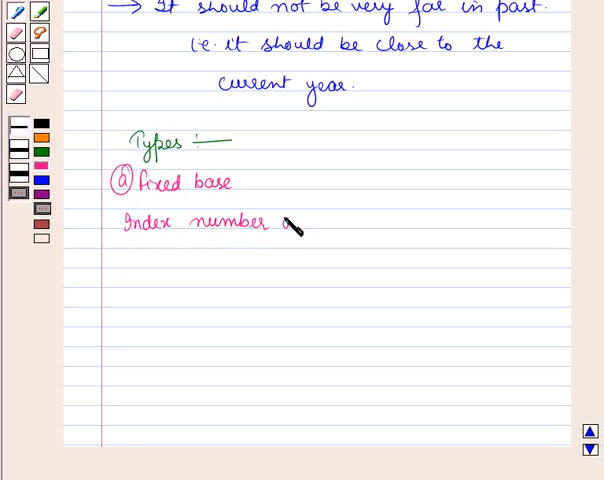 → It should not be very far in past.
i.e. it should be close to the
current year.
Types :-
(a) fixed base
Index number